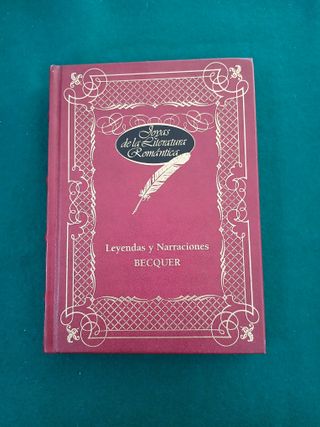 Joyas
de la Literatura
Romántica
Leyendas y Narraciones
BECQUER